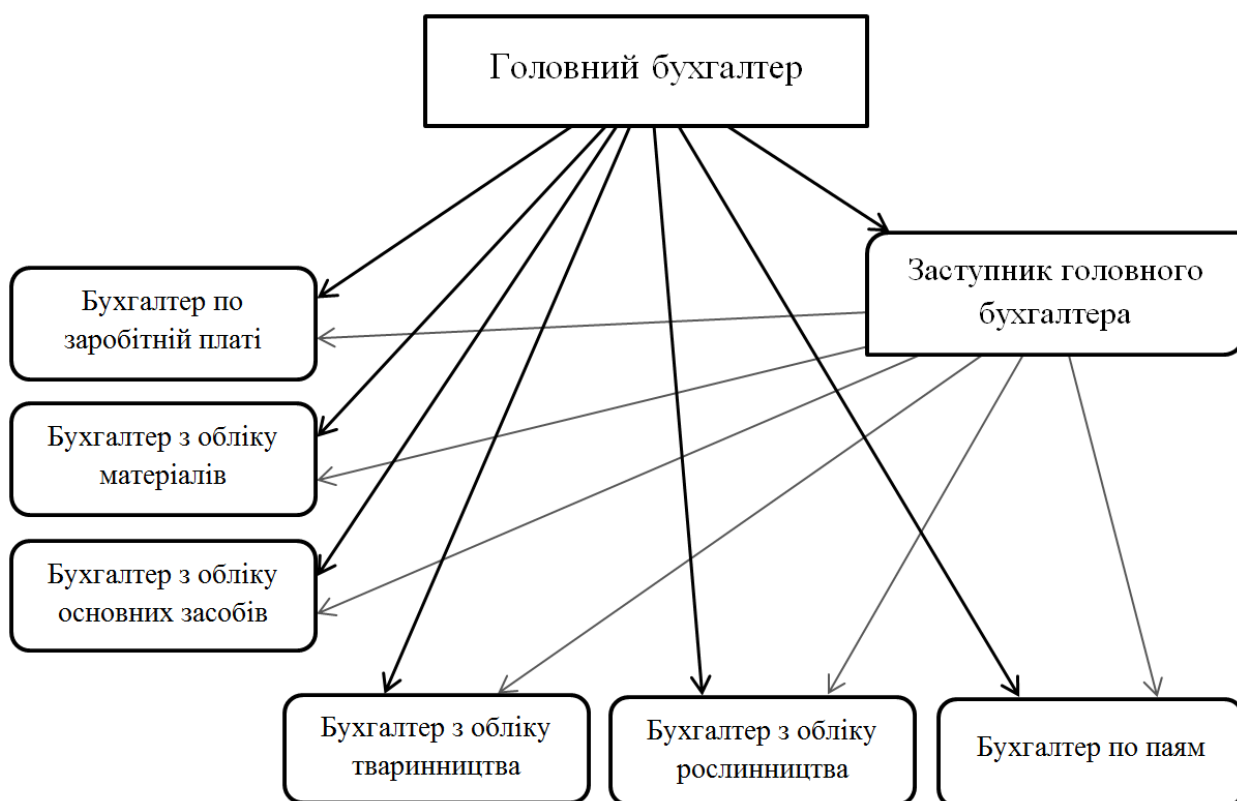 Головний бухгалтер
Заступник головного
бухгалтера
Бухгалтер по
заробітній платі
Бухгалтер з обліку
матеріалів
Бухгалтер з обліку
основних засобів
Бухгалтер з обліку
тваринництва
Бухгалтер з обліку
рослинництва
Бухгалтер по паям